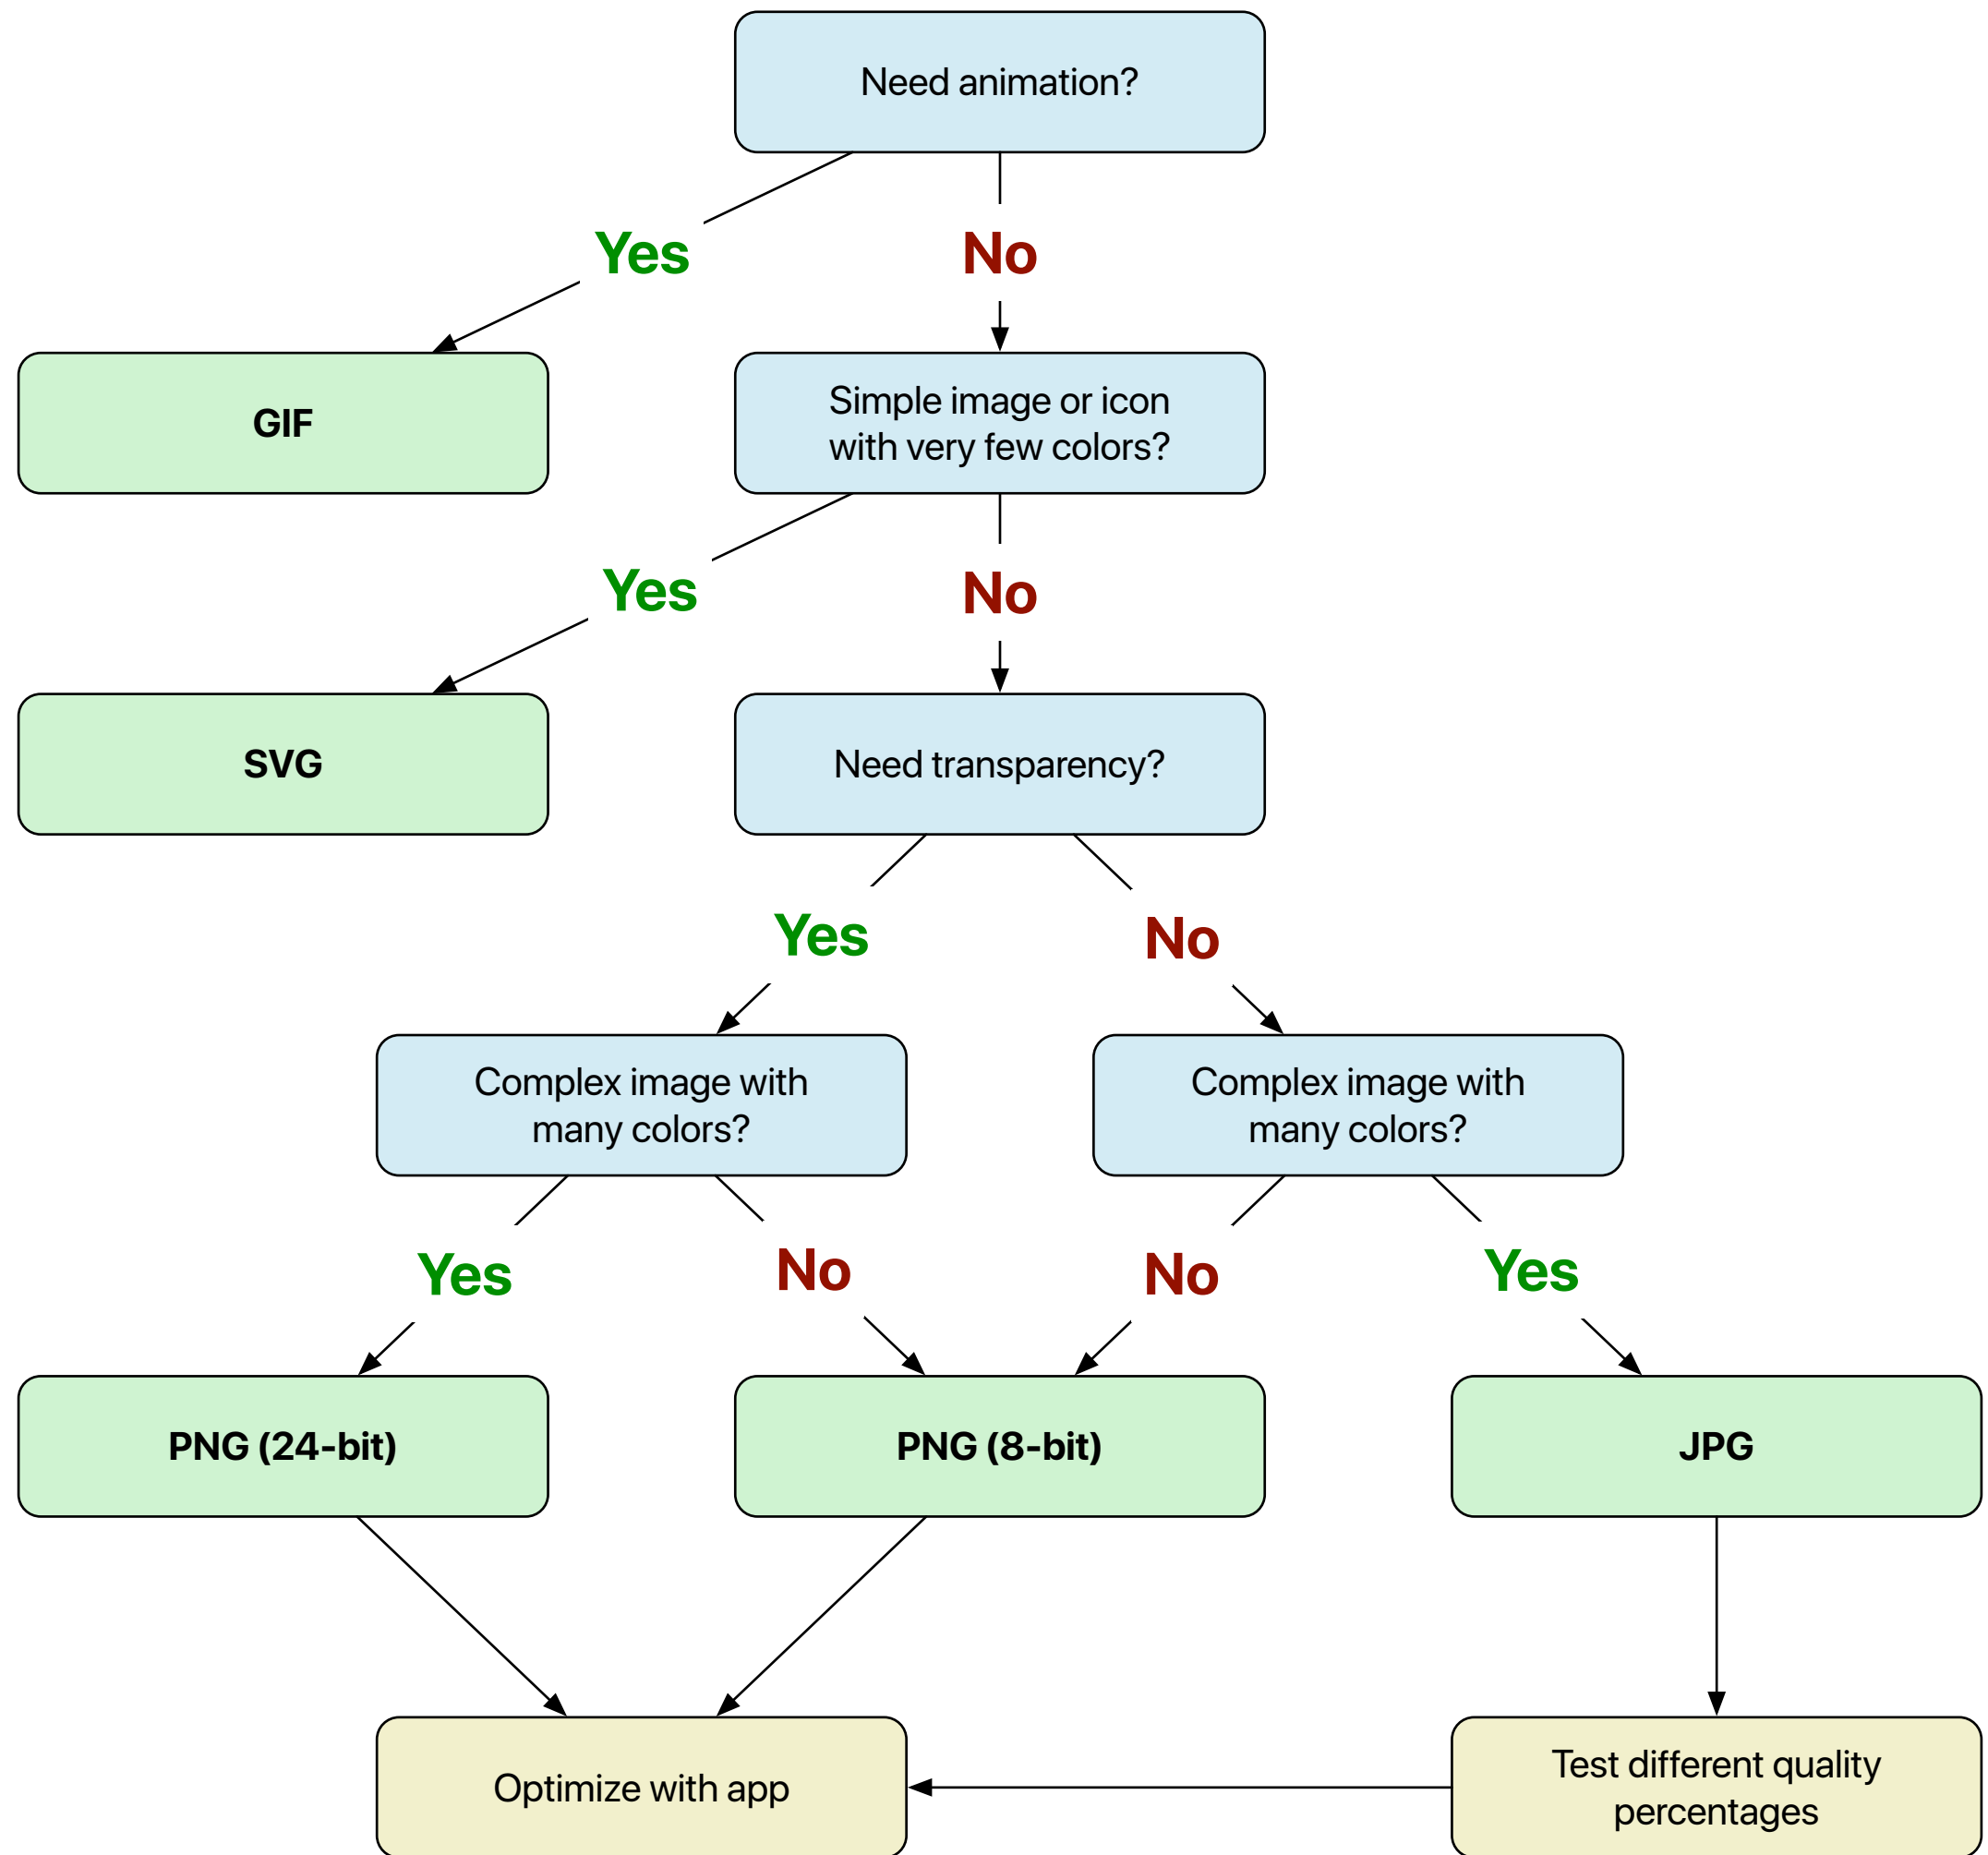 Need animation?
Yes
No
GIF
Simple image or icon
with very few colors?
Yes
No
SVG
Need transparency?
Yes
No
Complex image with
many colors?
Complex image with
many colors?
Yes
No
No
Yes
PNG (24-bit)
PNG (8-bit)
JPG
Optimize with app
Test different quality
percentages